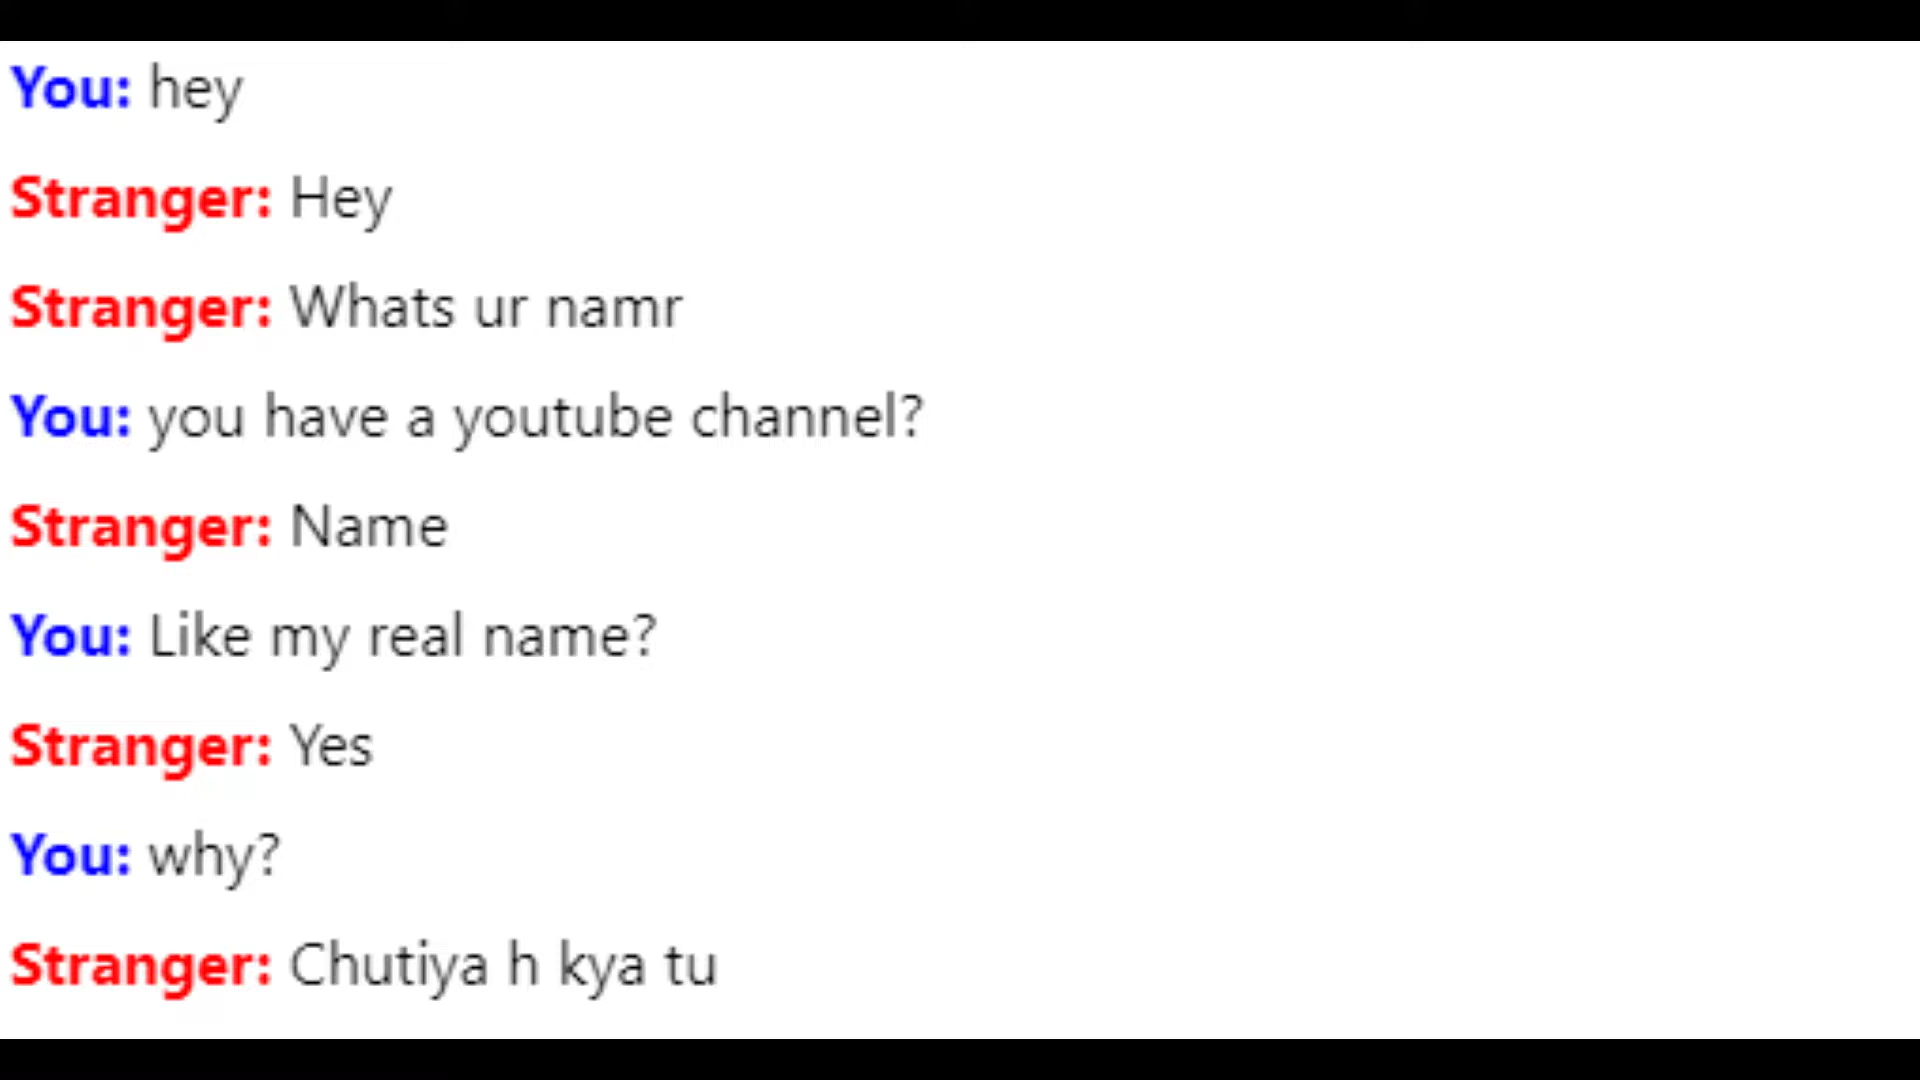 You: hey
Stranger: Hey
Stranger: Whats ur namr
You: you have a youtube channel?
Stranger: Name
You: Like my real name?
Stranger: Yes
You: why?
Stranger: Chutiya h kya tu